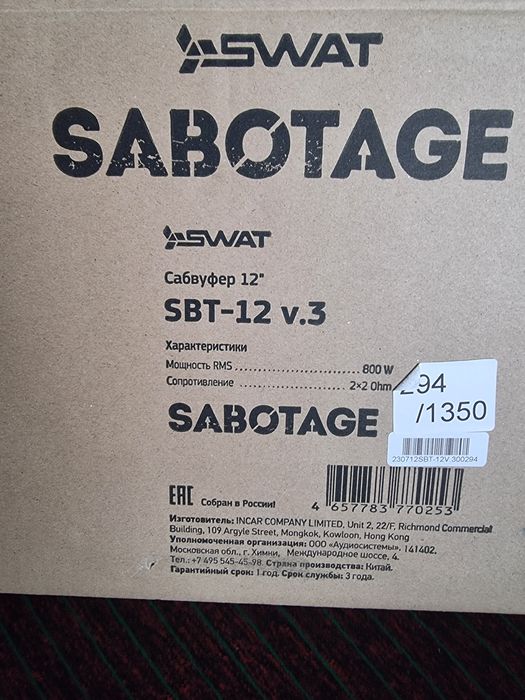 SWAT
SABOTAGE
SWAT
Сабвуфер 12"
SBT-12 v.3
Характеристики
Мощность RMS ........................ 800 W
Сопротивление ........................ 2×2 Ohm
294
/1350
SABOTAGE
230712SBT-12V.300294
EAC Собран в России!
4 657783 770253
Изготовитель: INCAR COMPANY LIMITED, Unit 2, 22/F, Richmond Commercial
Building, 109 Argyle Street, Mongkok, Kowloon, Hong Kong
Уполномоченная организация: ООО «Аудиосистемы», 141402,
Московская обл., г. Химки, Международное шоссе, 4.
Тел.: +7 495 545-45-98. Страна производства: Китай.
Гарантийный срок: 1 год. Срок службы: 3 года.